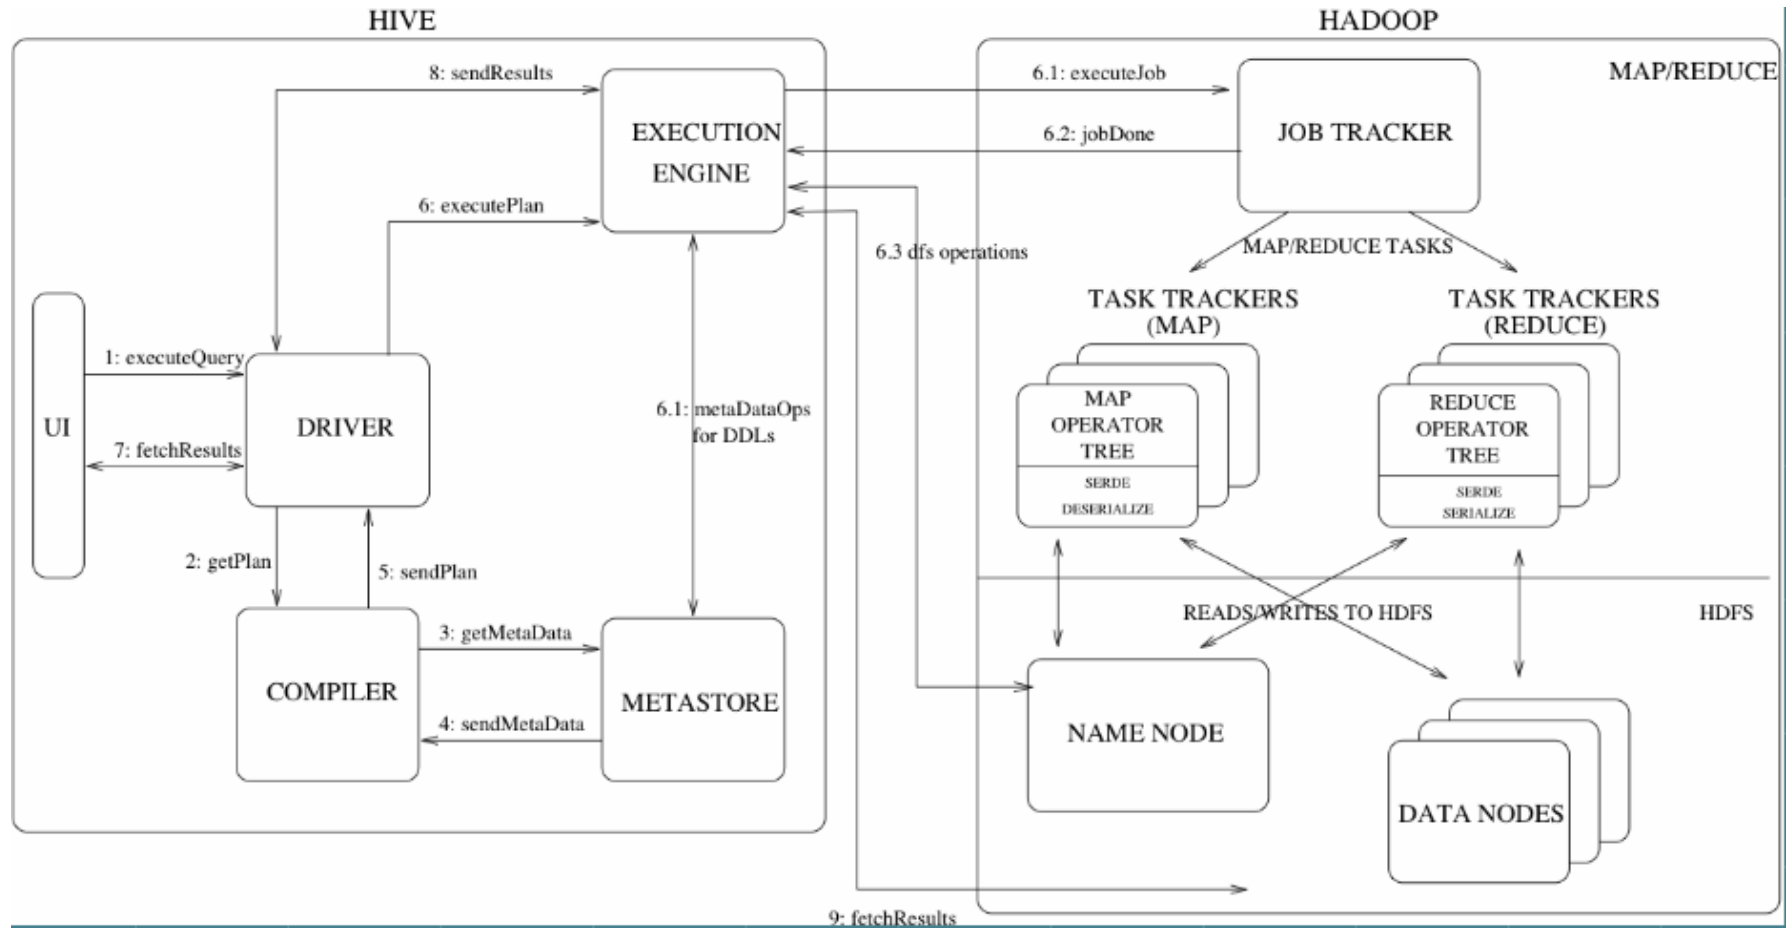 HIVE
HADOOP
8: sendResults
6.1: executeJob
MAP/REDUCE
EXECUTION
ENGINE
JOB TRACKER
6.2: jobDone
6: executePlan
6.3 dfs operations
MAP/REDUCE TASKS
TASK TRACKERS
(MAP)
TASK TRACKERS
(REDUCE)
1: executeQuery
UI
DRIVER
7: fetchResults
6.1: metaDataOps
for DDLs
MAP
OPERATOR
TREE
SERDE
DESERIALIZE
REDUCE
OPERATOR
TREE
SERDE
SERIALIZE
2: getPlan
5: sendPlan
READS/WRITES TO HDFS
HDFS
3: getMetaData
COMPILER
METASTORE
4: sendMetaData
NAME NODE
DATA NODES
9: fetchResults